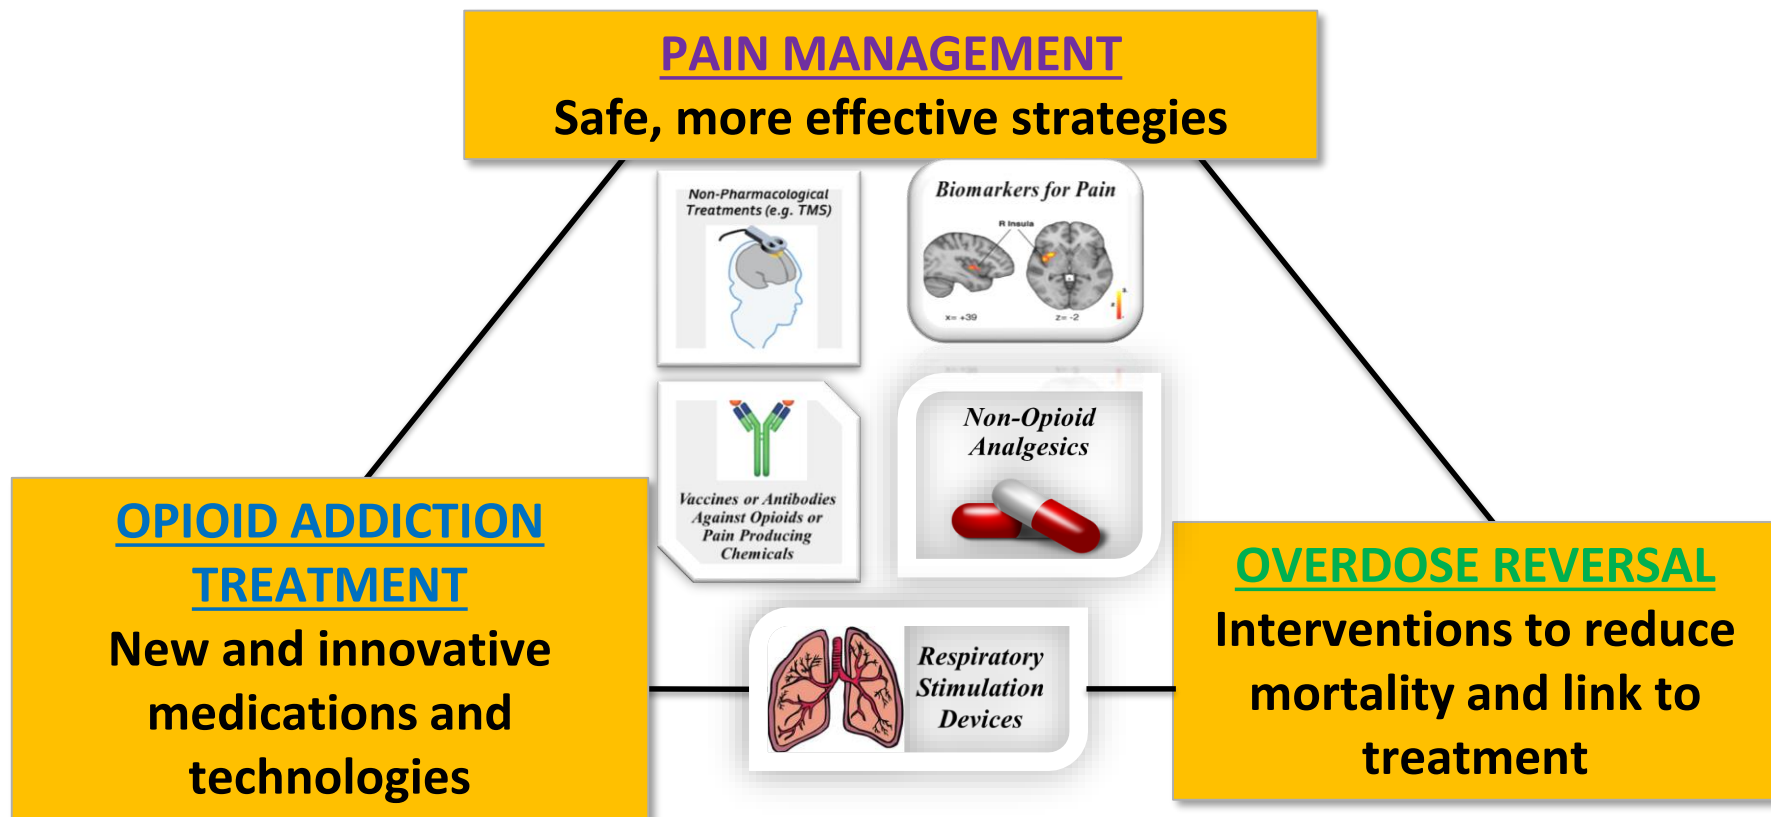 PAIN MANAGEMENT
Safe, more effective strategies
Non-Pharmacological
Treatments (e.g. TMS)
Biomarkers for Pain
R Insula
x= +39
z= -2
Vaccines or Antibodies
Against Opioids or
Pain Producing
Chemicals
Non-Opioid
Analgesics
OPIOID ADDICTION
TREATMENT
New and innovative
medications and
technologies
Respiratory
Stimulation
Devices
OVERDOSE REVERSAL
Interventions to reduce
mortality and link to
treatment